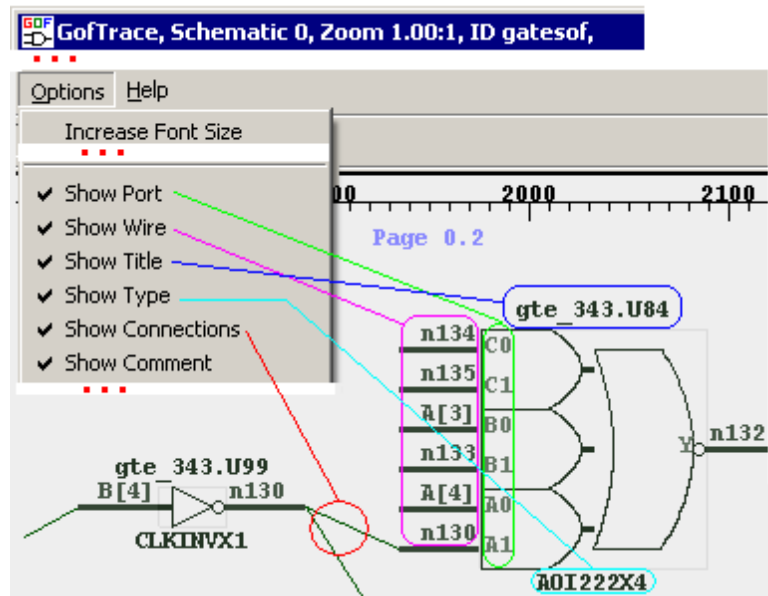 GOF GofTrace, Schematic 0, Zoom 1.00:1, ID gatesof,
Options Help
Increase Font Size
Show Port
Show Wire
Show Title
Show Type
Show Connections
Show Comment
00 2000 2100
Page 0.2
gte_343.U84
n134 C0
n135 C1
A[3] B0
n133 B1
A[4] A0
n130 A1
Y n132
gte_343.U99
B[4] n130
CLKINVX1
AOI222X4